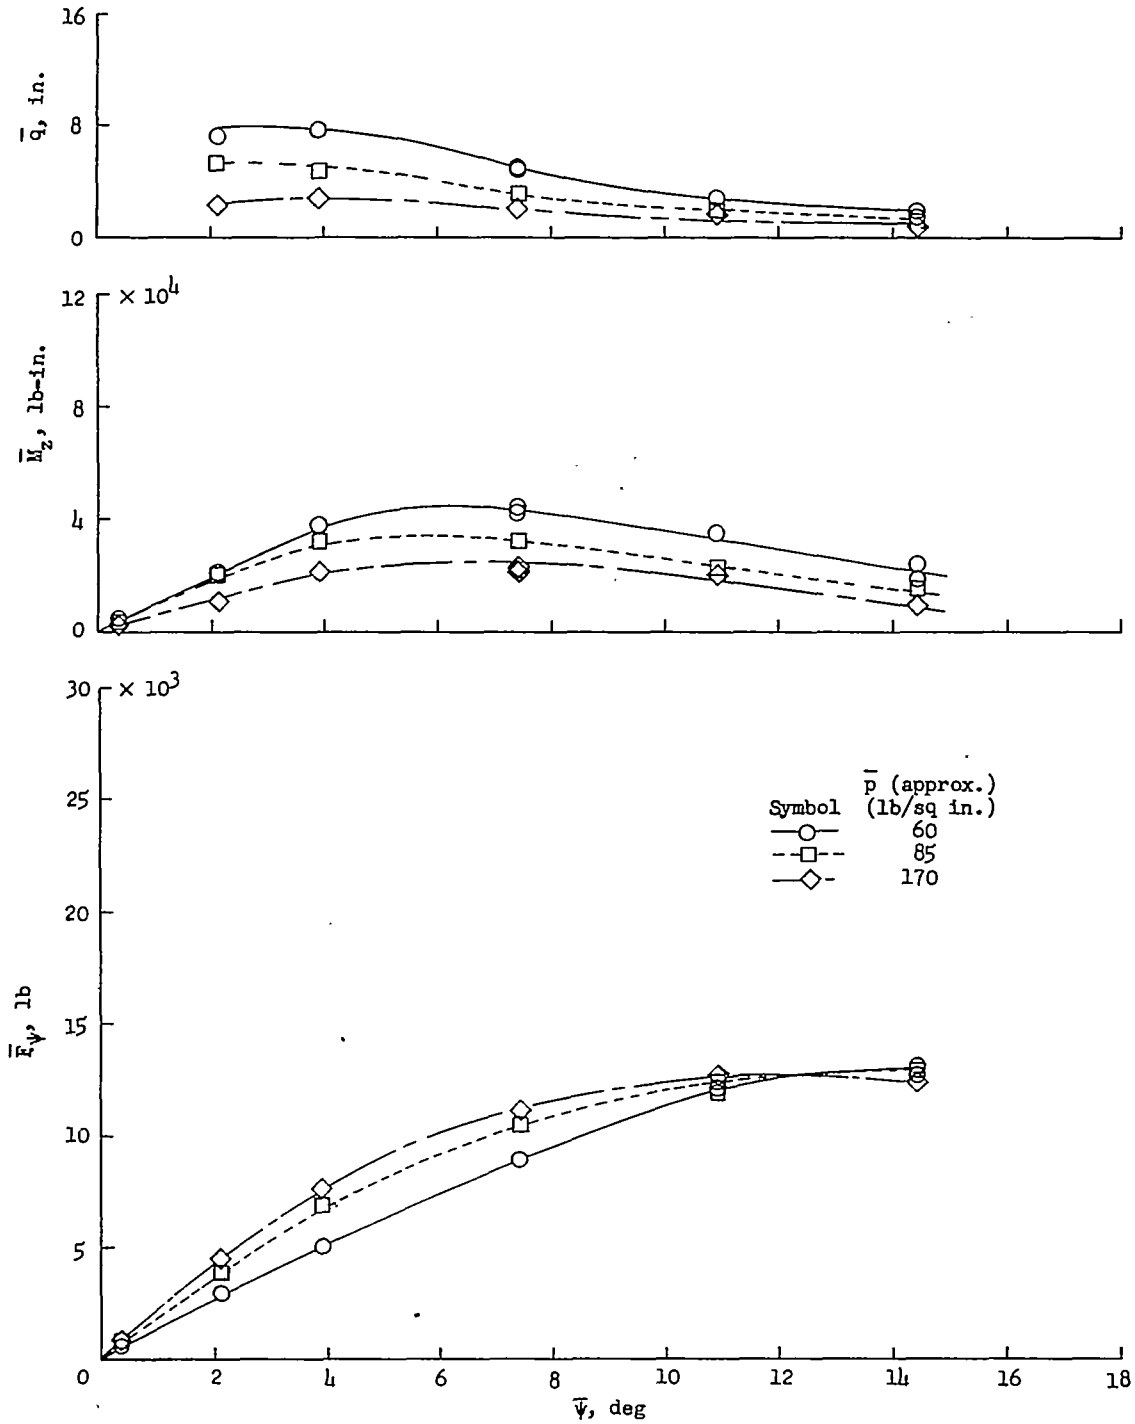 16
8
0
q̄, in.
12 × 10⁴
8
4
0
M̄z, lb-in.
30 × 10³
25
20
15
10
5
F̄ψ, lb
p̄ (approx.)
Symbol (lb/sq in.)
60
85
170
0 2 4 6 8 10 12 14 16 18
ψ̄, deg